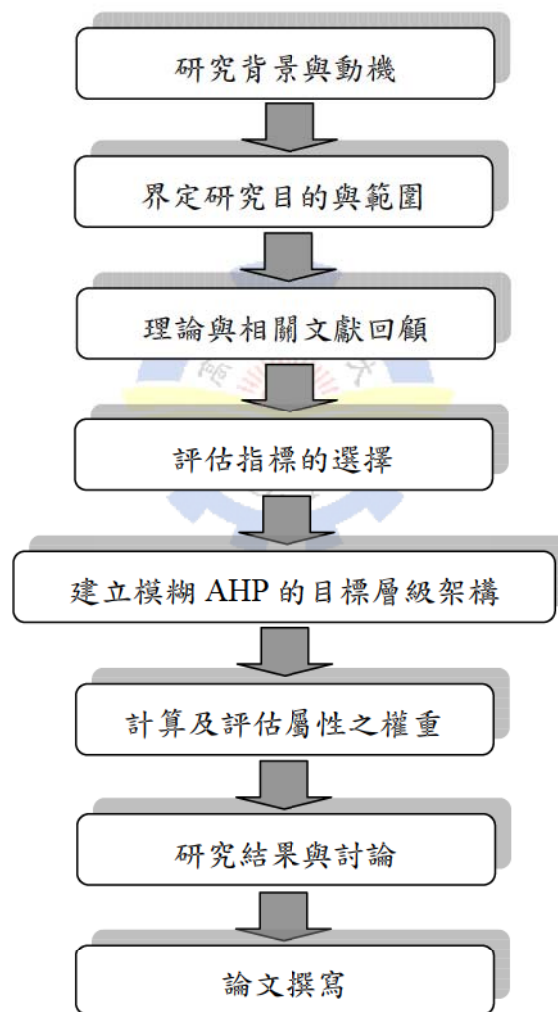 研究背景與動機
界定研究目的與範圍
理論與相關文獻回顧
評估指標的選擇
建立模糊 AHP 的目標層級架構
計算及評估屬性之權重
研究結果與討論
論文撰寫